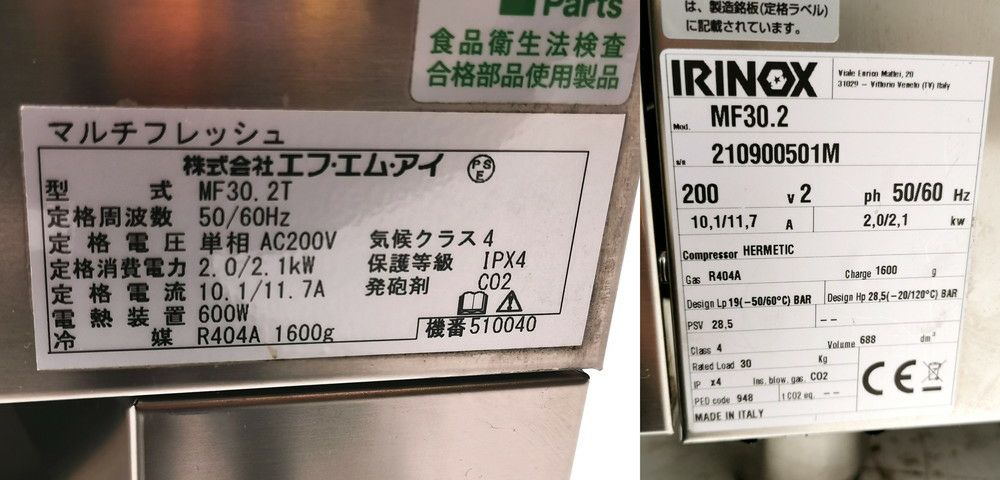 Parts
食品衛生法検査
合格部品使用製品
マルチフレッシュ
株式会社エフ・エム・アイ PSE
型式 MF30.2T
定格周波数 50/60Hz
定格電圧 単相 AC200V 気候クラス 4
定格消費電力 2.0/2.1kW 保護等級 IPX4
定格電流 10.1/11.7A 発砲剤 CO2
電熱装置 600W
冷媒 R404A 1600g 機番 510040
は、製造銘板(定格ラベル)
に記載されています。
IRINOX
Viale Enrico Mattei, 20
31029 – Vittorio Veneto (TV) Italy
Mod. MF30.2
s/n 210900501M
200 v 2 ph 50/60 Hz
10,1/11,7 A 2,0/2,1 kw
Compressor HERMETIC
Gas R404A Charge 1600 g
Design Lp 19(-50/60°C) BAR Design Hp 28,5(-20/120°C) BAR
PSV 28,5 --
Class 4 Volume 688 dm³
Rated Load 30 Kg
IP x4 Ins. blow. gas. CO2
PED code 948 t CO2 eq. --
MADE IN ITALY
CE